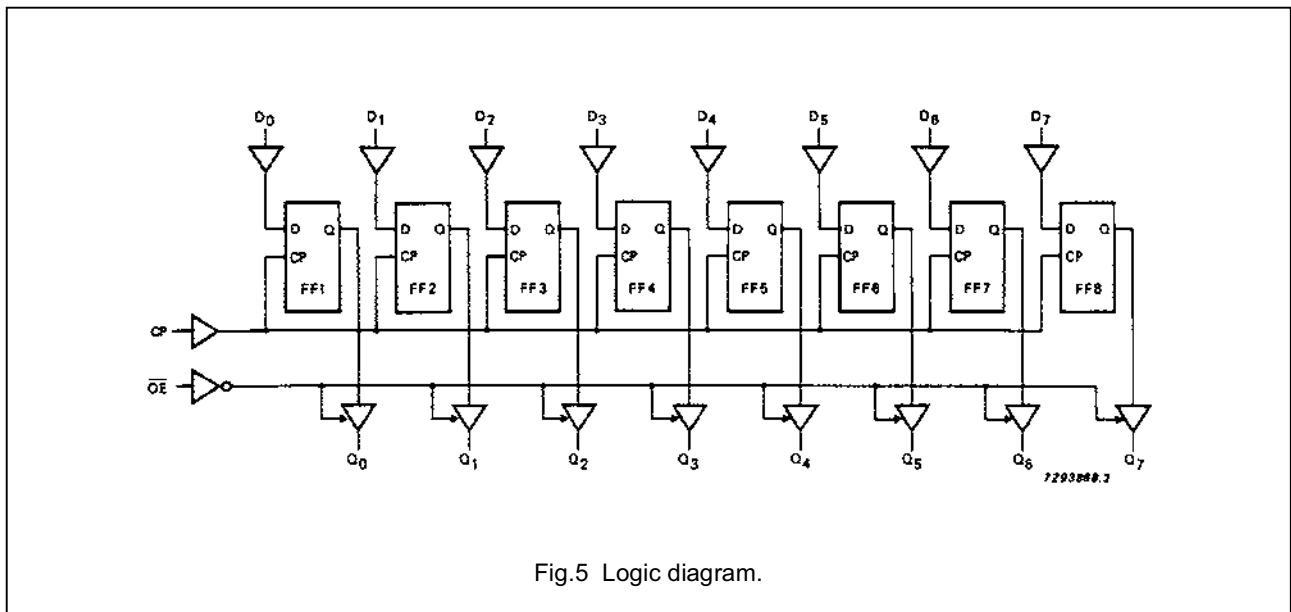 D0 D1 D2 D3 D4 D5 D6 D7
D Q D Q D Q D Q D Q D Q D Q D Q
CP CP CP CP CP CP CP CP
FF1 FF2 FF3 FF4 FF5 FF6 FF7 FF8
CP
OE
Q0 Q1 Q2 Q3 Q4 Q5 Q6 Q7
Fig.5 Logic diagram.